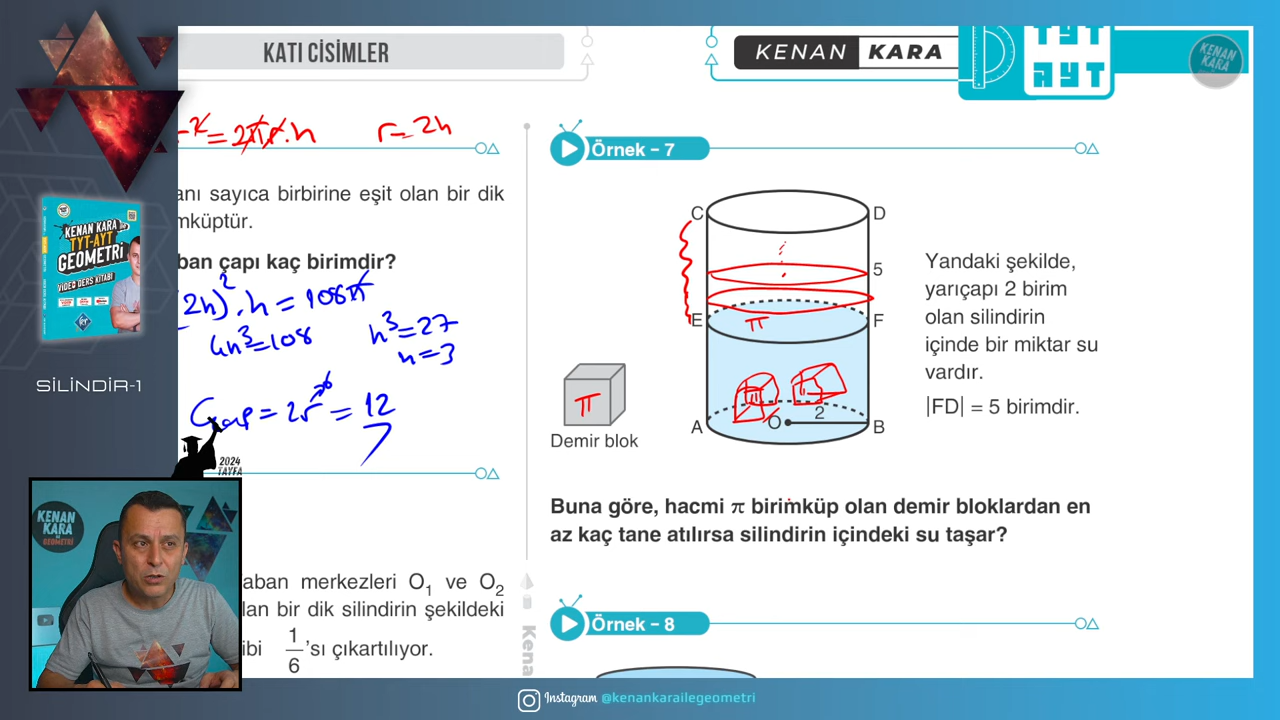 KATI CİSİMLER
KENAN KARA
TYT
AYT
KENAN
KARA
r=2h
anı sayıca birbirine eşit olan bir dik
mküptür.
ban çapı kaç birimdir?
2h)². h = 108π
4h³=108
h³=27
h=3
Çap = 2r = 12
2024
TAYFA
KENAN KARA
TYT-AYT
GEOMETRİ
VİDEO DERS KİTABI
SİLİNDİR-1
KENAN
KARA
GEOMETRİ
aban merkezleri O₁ ve O₂
lan bir dik silindirin şekildeki
ibi 1/6 'sı çıkartılıyor.
Kena
Örnek – 7
C
D
5
E
F
π
A
O
2
B
π
Demir blok
Yandaki şekilde,
yarıçapı 2 birim
olan silindirin
içinde bir miktar su
vardır.
|FD| = 5 birimdir.
Buna göre, hacmi π birimküp olan demir bloklardan en
az kaç tane atılırsa silindirin içindeki su taşar?
Örnek – 8
Instagram @kenankarailegeometri